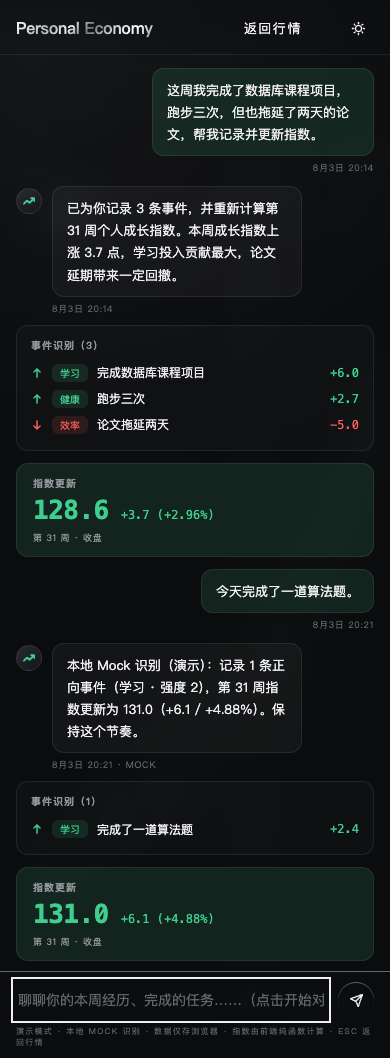 Personal Economy
返回行情
这周我完成了数据库课程项目，
跑步三次，但也拖延了两天的论
文，帮我记录并更新指数。
8月3日 20:14
已为你记录 3 条事件，并重新计算第
31 周个人成长指数。本周成长指数上
涨 3.7 点，学习投入贡献最大，论文
延期带来一定回撤。
8月3日 20:14
事件识别（3）
↑ 学习 完成数据库课程项目 +6.0
↑ 健康 跑步三次 +2.7
↓ 效率 论文拖延两天 -5.0
指数更新
128.6 +3.7 (+2.96%)
第 31 周 · 收盘
今天完成了一道算法题。
8月3日 20:21
本地 Mock 识别（演示）：记录 1 条正
向事件（学习 · 强度 2），第 31 周指
数更新为 131.0（+6.1 / +4.88%）。保
持这个节奏。
8月3日 20:21 · MOCK
事件识别（1）
↑ 学习 完成了一道算法题 +2.4
指数更新
131.0 +6.1 (+4.88%)
第 31 周 · 收盘
聊聊你的本周经历、完成的任务……（点击开始对
演示模式 · 本地 MOCK 识别 · 数据仅存浏览器 · 指数由前端纯函数计算 · ESC 返
回行情